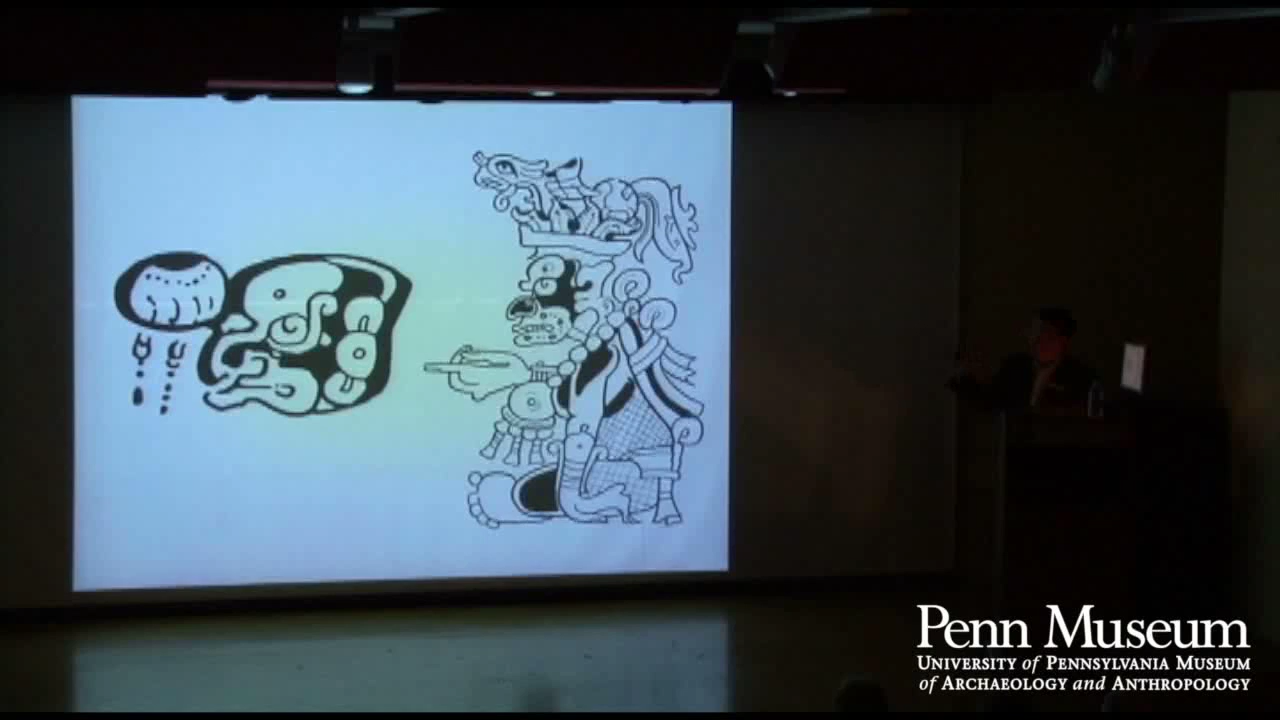 Penn Museum
UNIVERSITY of PENNSYLVANIA MUSEUM
of ARCHAEOLOGY and ANTHROPOLOGY